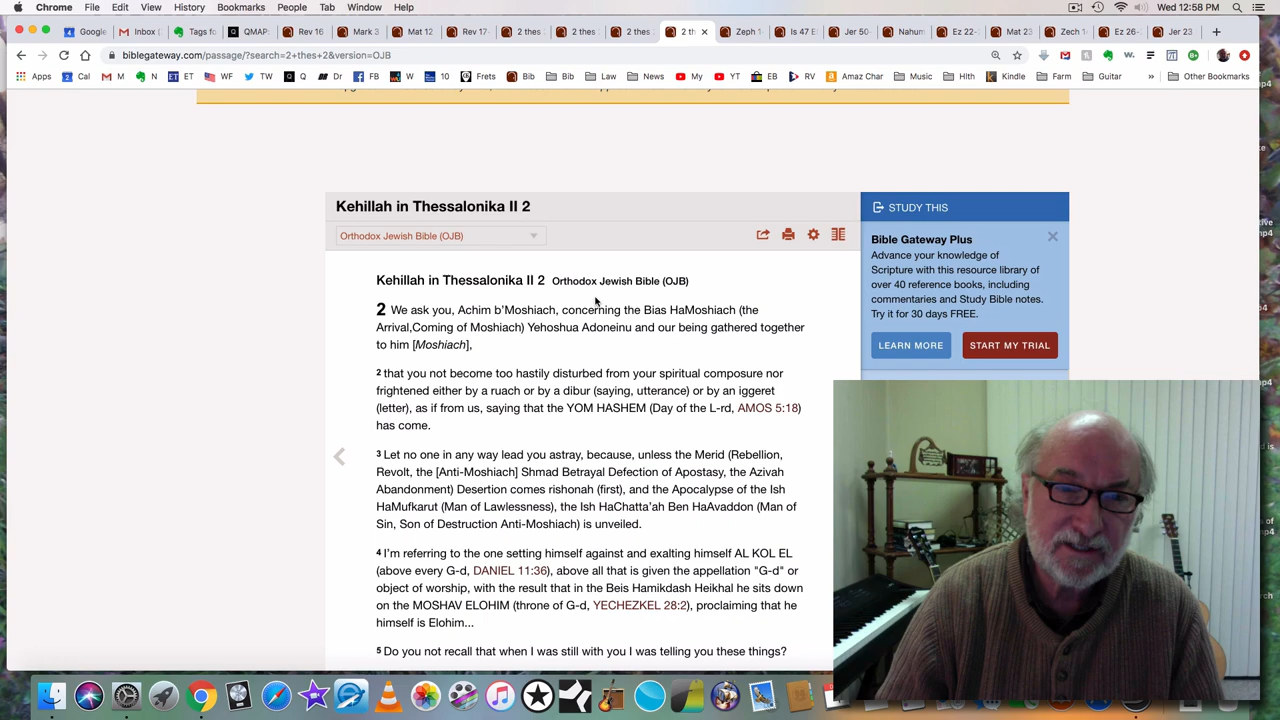 Chrome File Edit View History Bookmarks People Tab Window Help Wed 12:58 PM
Google Inbox ( Tags fo QMAP: Rev 16 Mark 3 Mat 12 Rev 17- 2 thes 2 thes 2 thes 2 th Zeph 1- Is 47 E Jer 50- Nahum Ez 22- Mat 23 Zech 1 Ez 26- Jer 23
biblegateway.com/passage/?search=2+thes+2&version=OJB
Apps Cal M N ET WF TW Q Dr FB W 10 Frets Bib Bib Law News My YT EB RV Amaz Char Music Hlth Kindle Farm Guitar » Other Bookmarks
Kehillah in Thessalonika II 2
Orthodox Jewish Bible (OJB)
STUDY THIS
Bible Gateway Plus
Advance your knowledge of
Scripture with this resource library of
over 40 reference books, including
commentaries and Study Bible notes.
Try it for 30 days FREE.
LEARN MORE START MY TRIAL
Kehillah in Thessalonika II 2 Orthodox Jewish Bible (OJB)
2 We ask you, Achim b'Moshiach, concerning the Bias HaMoshiach (the
Arrival,Coming of Moshiach) Yehoshua Adoneinu and our being gathered together
to him [Moshiach],
2 that you not become too hastily disturbed from your spiritual composure nor
frightened either by a ruach or by a dibur (saying, utterance) or by an iggeret
(letter), as if from us, saying that the YOM HASHEM (Day of the L-rd, AMOS 5:18)
has come.
3 Let no one in any way lead you astray, because, unless the Merid (Rebellion,
Revolt, the [Anti-Moshiach] Shmad Betrayal Defection of Apostasy, the Azivah
Abandonment) Desertion comes rishonah (first), and the Apocalypse of the Ish
HaMufkarut (Man of Lawlessness), the Ish HaChatta'ah Ben HaAvaddon (Man of
Sin, Son of Destruction Anti-Moshiach) is unveiled.
4 I'm referring to the one setting himself against and exalting himself AL KOL EL
(above every G-d, DANIEL 11:36), above all that is given the appellation "G-d" or
object of worship, with the result that in the Beis Hamikdash Heikhal he sits down
on the MOSHAV ELOHIM (throne of G-d, YECHEZKEL 28:2), proclaiming that he
himself is Elohim...
5 Do you not recall that when I was still with you I was telling you these things?